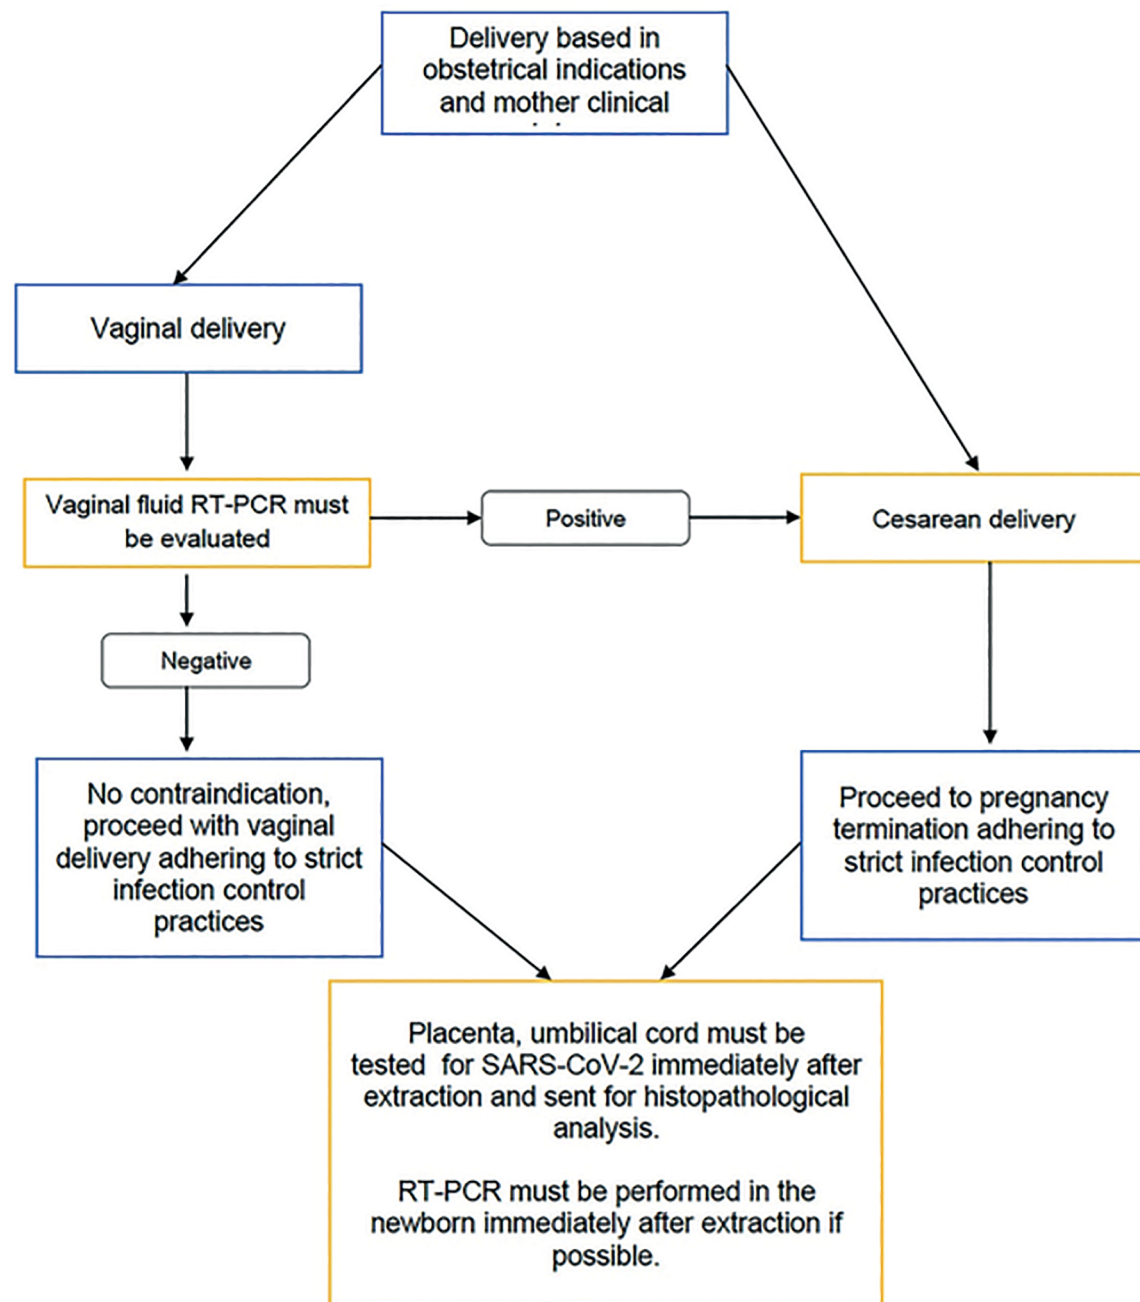 Delivery based in
obstetrical indications
and mother clinical
Vaginal delivery
Vaginal fluid RT-PCR must
be evaluated
Positive
Cesarean delivery
Negative
No contraindication,
proceed with vaginal
delivery adhering to strict
infection control
practices
Proceed to pregnancy
termination adhering to
strict infection control
practices
Placenta, umbilical cord must be
tested for SARS-CoV-2 immediately after
extraction and sent for histopathological
analysis.
RT-PCR must be performed in the
newborn immediately after extraction if
possible.